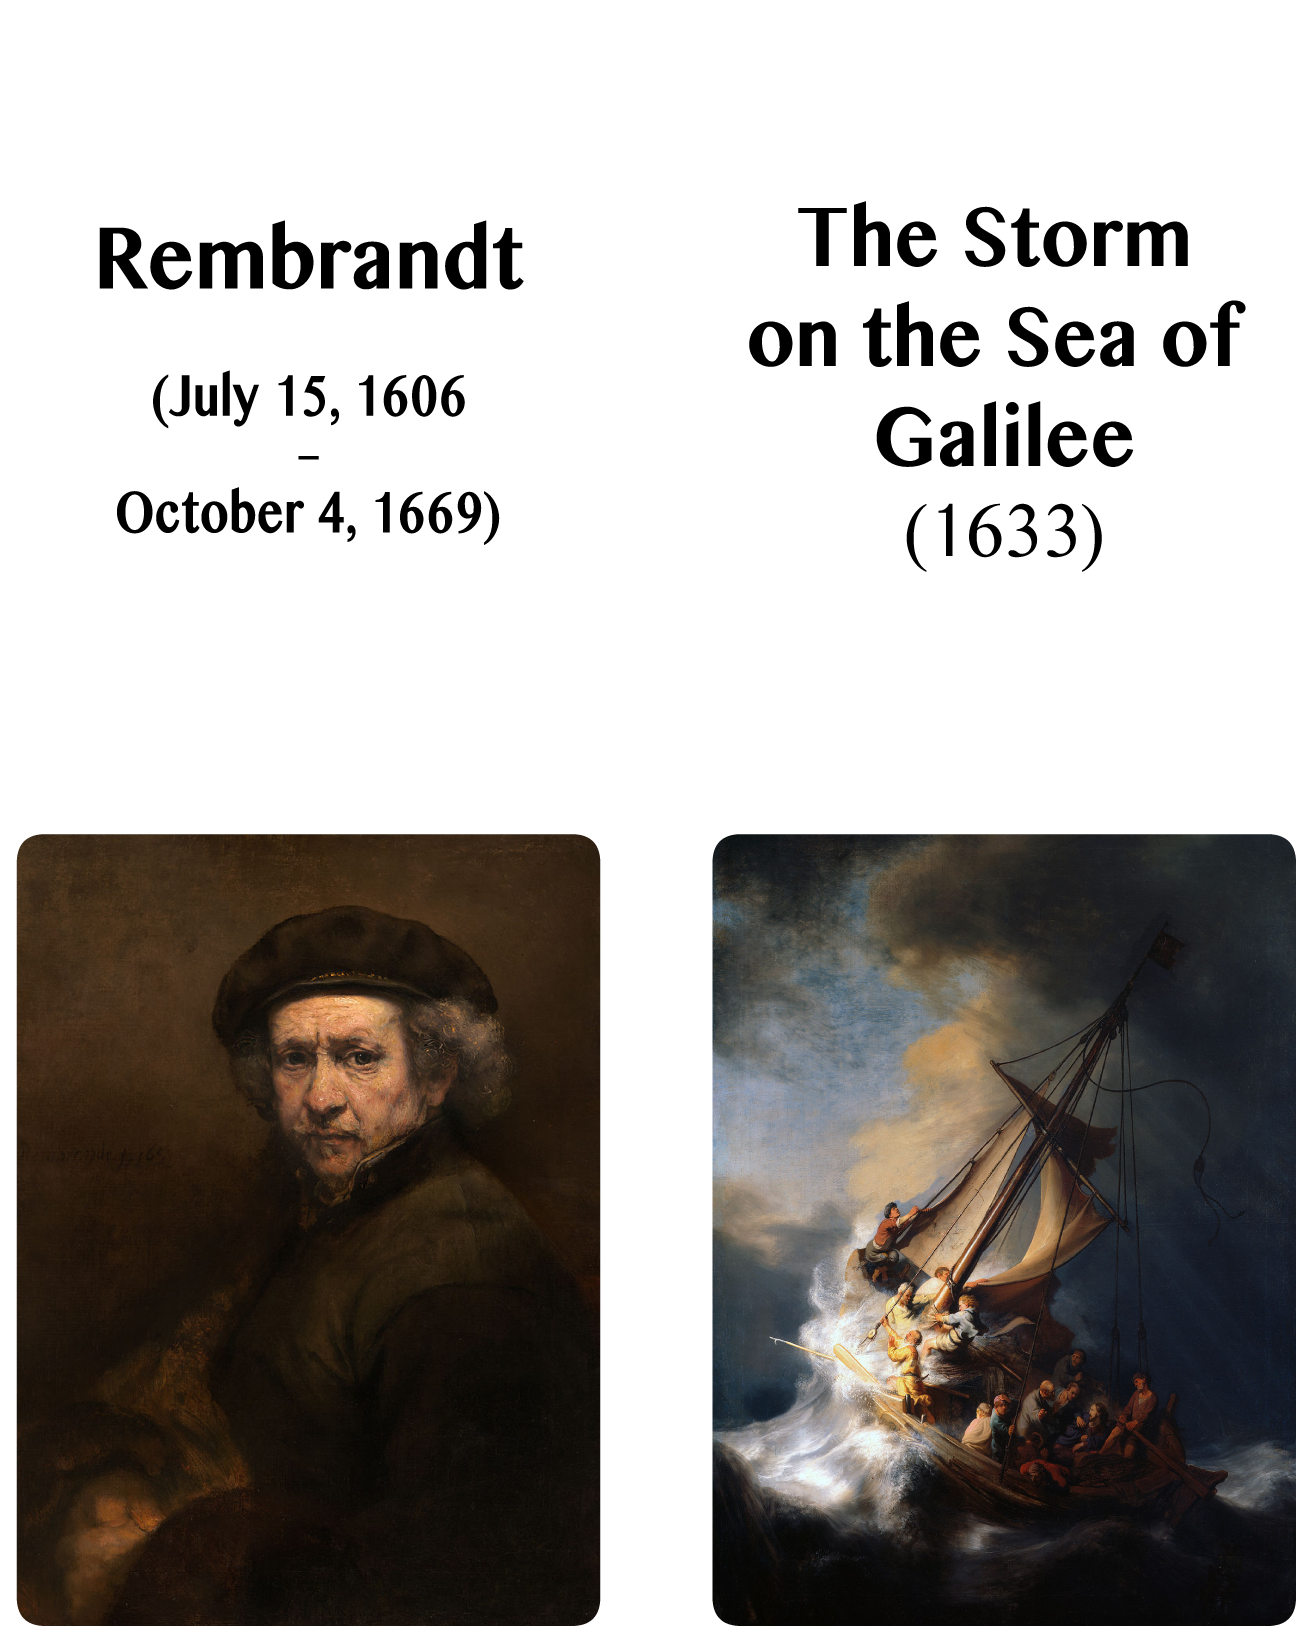 Rembrandt
(July 15, 1606
–
October 4, 1669)
The Storm
on the Sea of
Galilee
(1633)